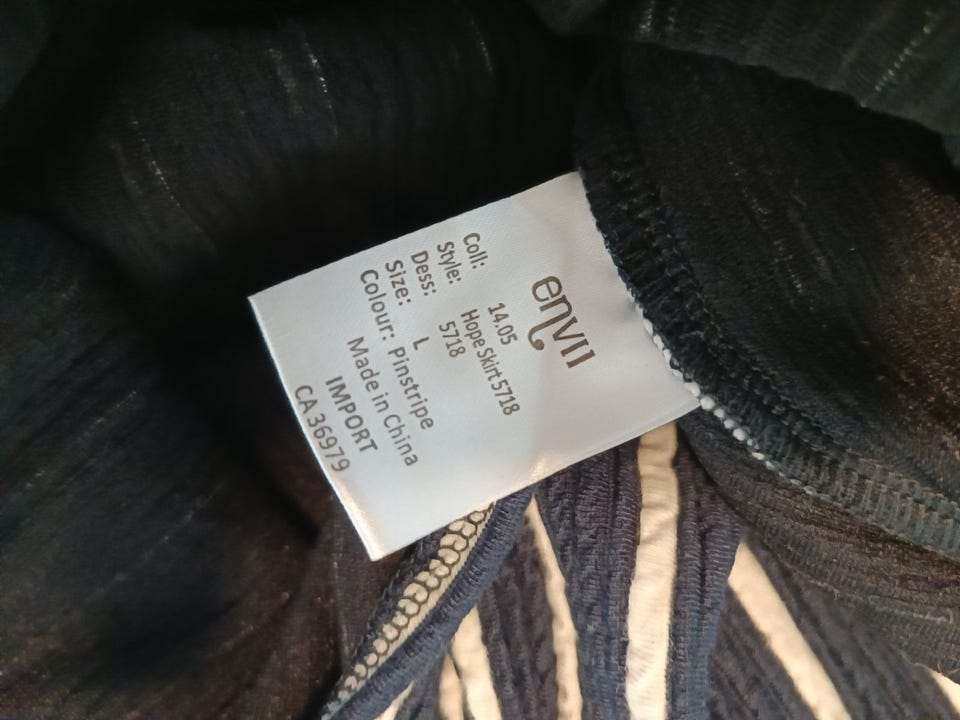 envii
Coll: 14.05
Style: Hope Skirt 5718
Dess: 5718
Size: L
Colour: Pinstripe
Made in China
IMPORT
CA 36979